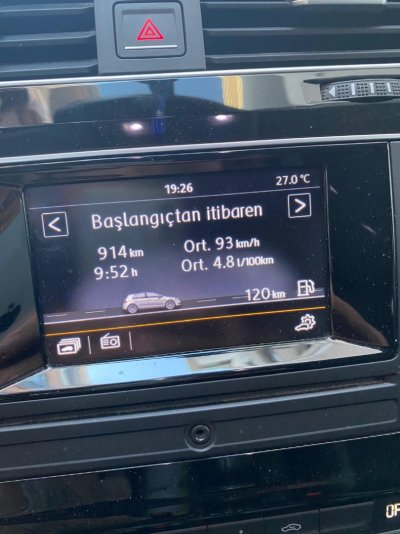 19:26
27.0 °C
Başlangıçtan itibaren
914 km Ort. 93 km/h
9:52 h Ort. 4.8 l/100km
120 km